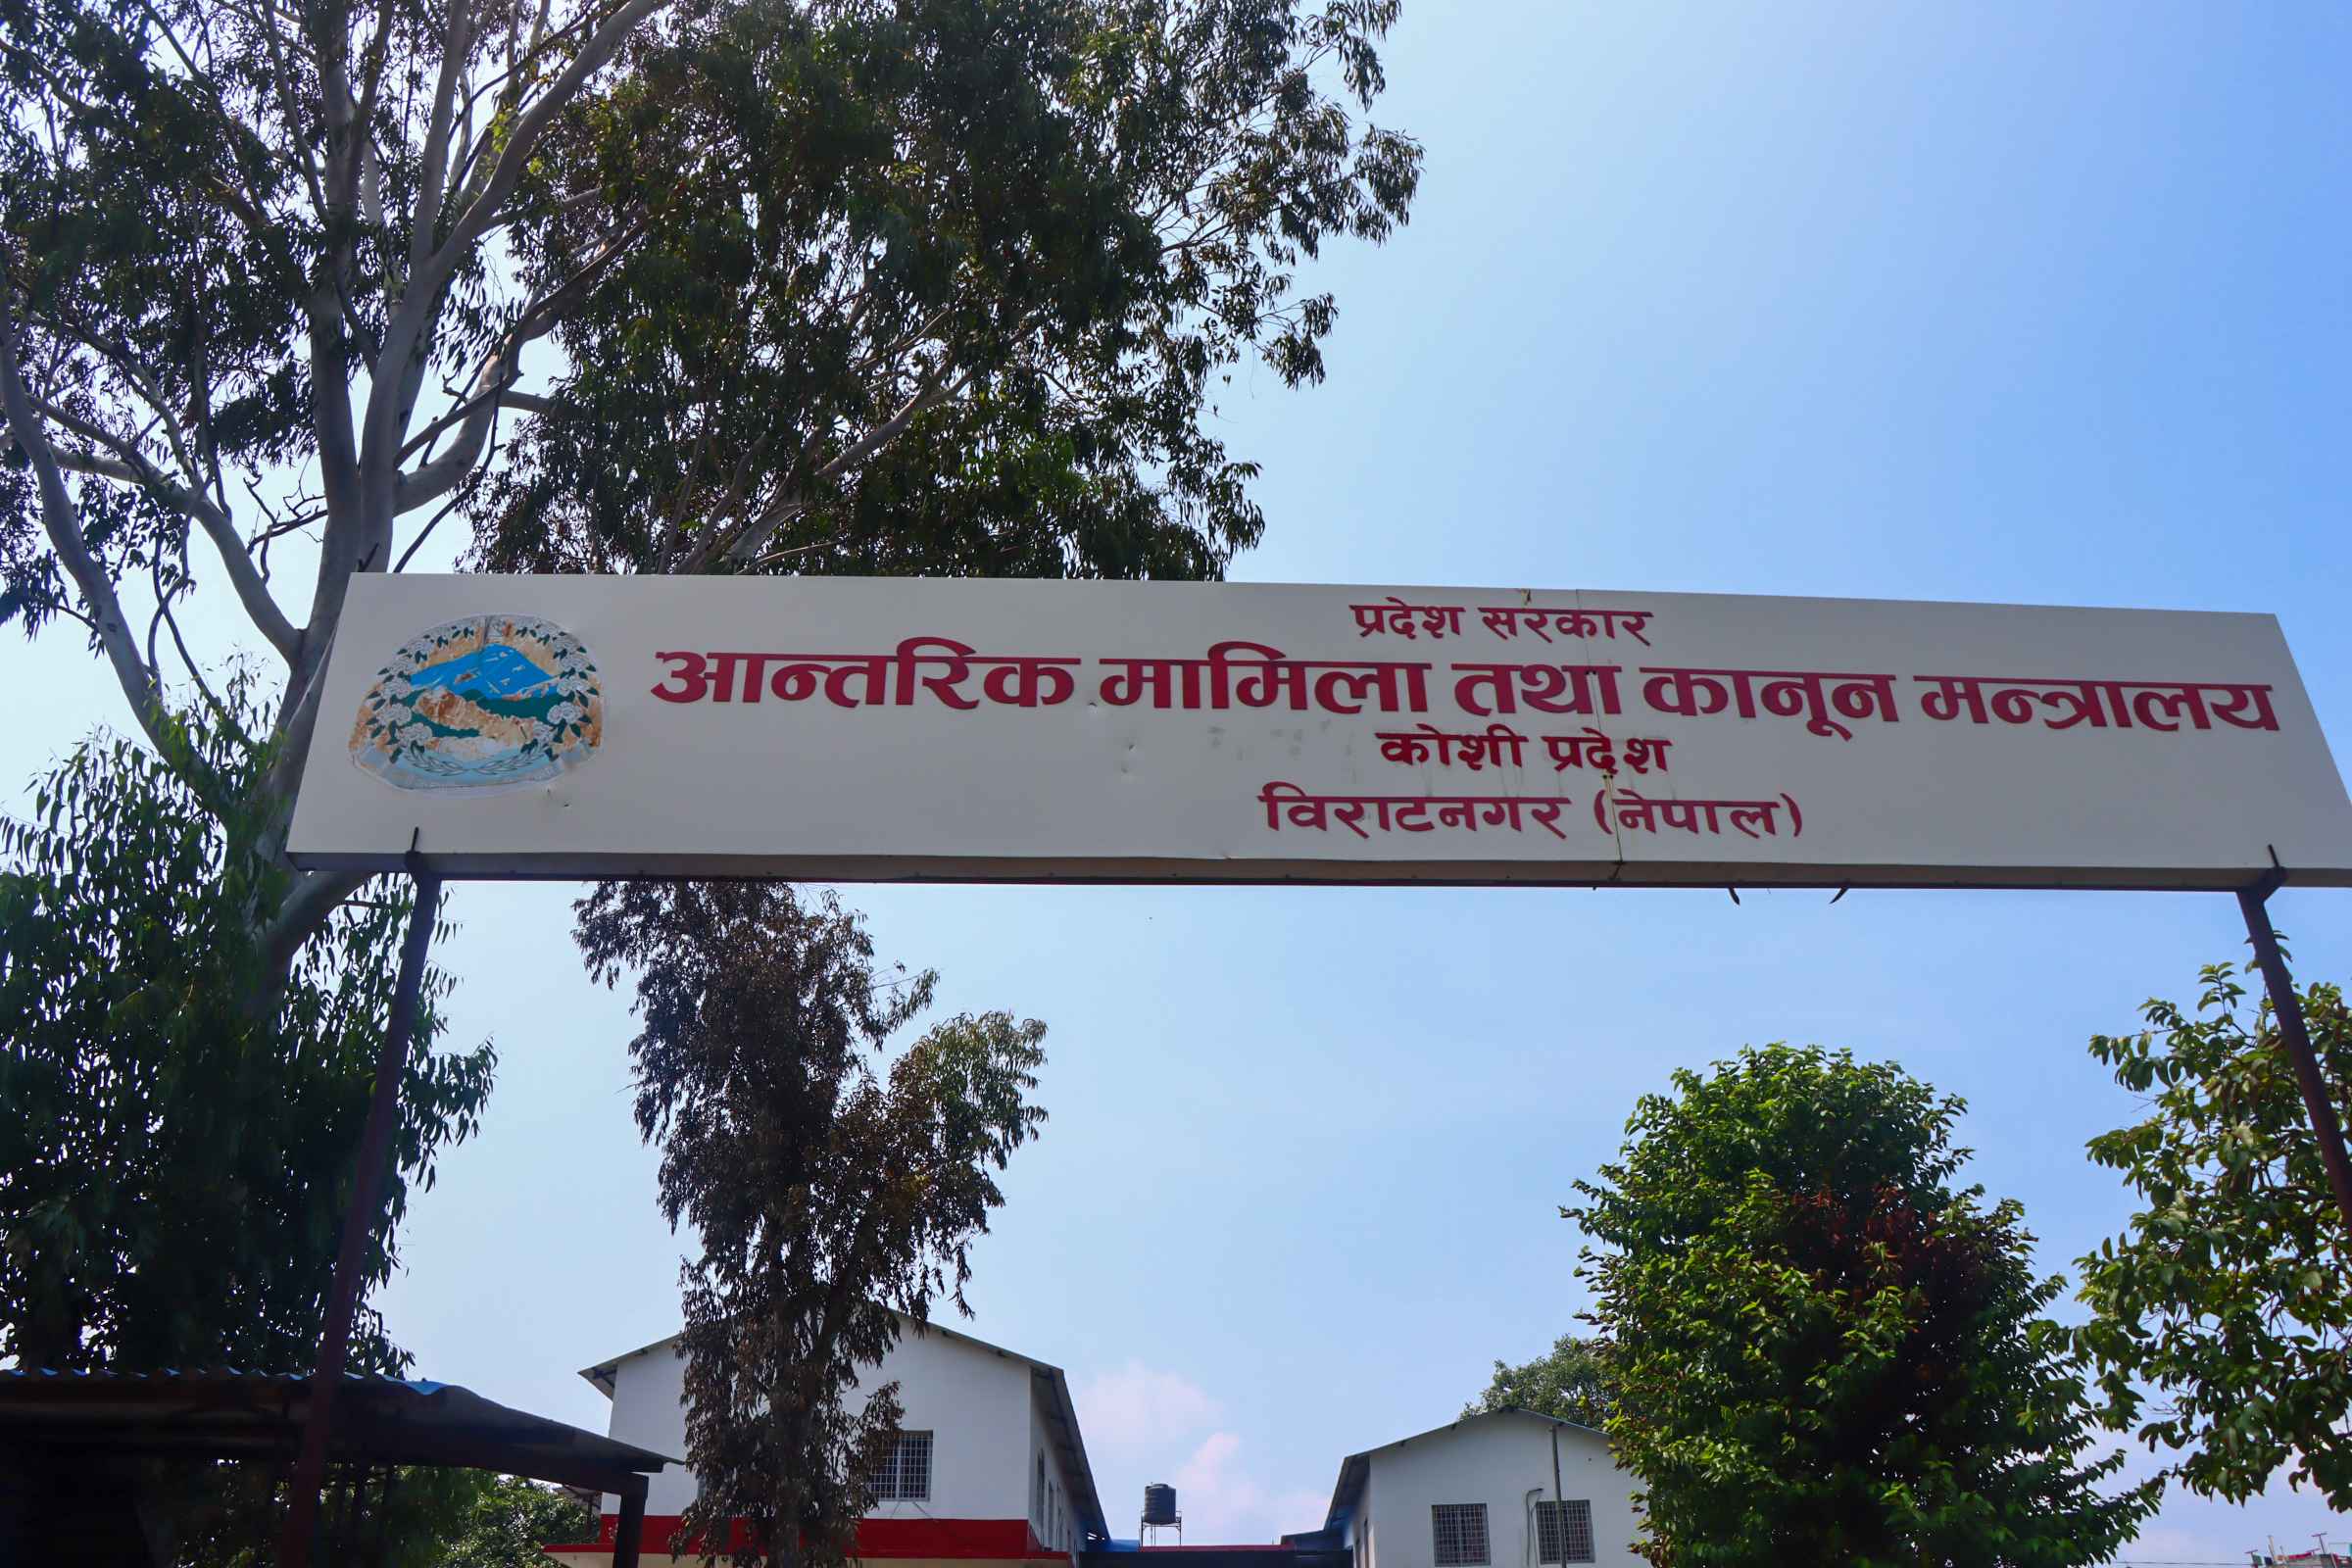 प्रदेश सरकार
आन्तरिक मामिला तथा कानून मन्त्रालय
कोशी प्रदेश
विराटनगर (नेपाल)